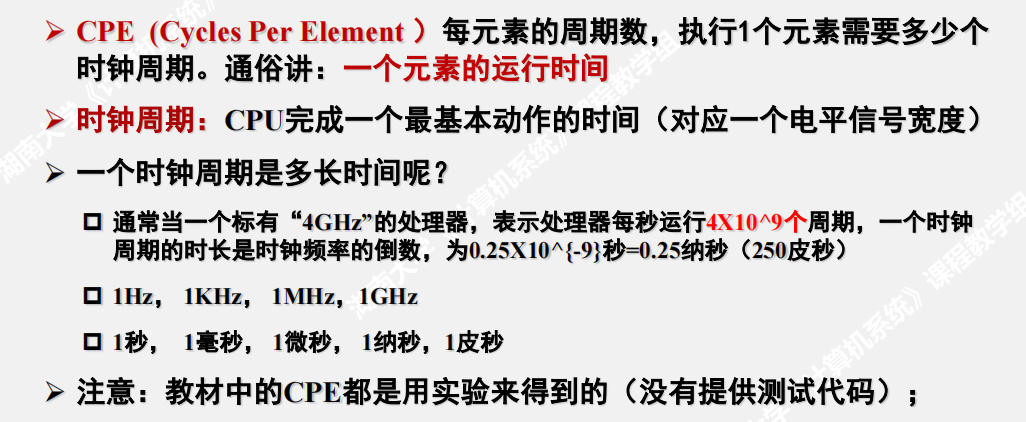 ➢ CPE (Cycles Per Element ) 每元素的周期数，执行1个元素需要多少个
时钟周期。通俗讲：一个元素的运行时间
➢ 时钟周期：CPU完成一个最基本动作的时间（对应一个电平信号宽度）
➢ 一个时钟周期是多长时间呢？
通常当一个标有“4GHz”的处理器，表示处理器每秒运行4X10^9个周期，一个时钟
周期的时长是时钟频率的倒数，为0.25X10^{-9}秒=0.25纳秒（250皮秒）
1Hz， 1KHz， 1MHz，1GHz
1秒， 1毫秒， 1微秒， 1纳秒，1皮秒
➢ 注意：教材中的CPE都是用实验来得到的（没有提供测试代码）；